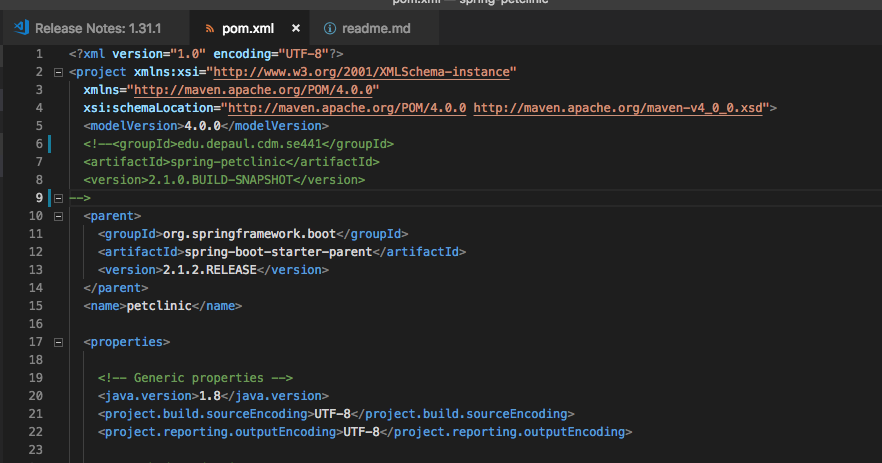 pom.xml — spring-petclinic
Release Notes: 1.31.1
pom.xml
readme.md
1 <?xml version="1.0" encoding="UTF-8"?>
2 <project xmlns:xsi="http://www.w3.org/2001/XMLSchema-instance"
3 xmlns="http://maven.apache.org/POM/4.0.0"
4 xsi:schemaLocation="http://maven.apache.org/POM/4.0.0 http://maven.apache.org/maven-v4_0_0.xsd">
5 <modelVersion>4.0.0</modelVersion>
6 <!--<groupId>edu.depaul.cdm.se441</groupId>
7 <artifactId>spring-petclinic</artifactId>
8 <version>2.1.0.BUILD-SNAPSHOT</version>
9 -->
10 <parent>
11 <groupId>org.springframework.boot</groupId>
12 <artifactId>spring-boot-starter-parent</artifactId>
13 <version>2.1.2.RELEASE</version>
14 </parent>
15 <name>petclinic</name>
16
17 <properties>
18
19 <!-- Generic properties -->
20 <java.version>1.8</java.version>
21 <project.build.sourceEncoding>UTF-8</project.build.sourceEncoding>
22 <project.reporting.outputEncoding>UTF-8</project.reporting.outputEncoding>
23